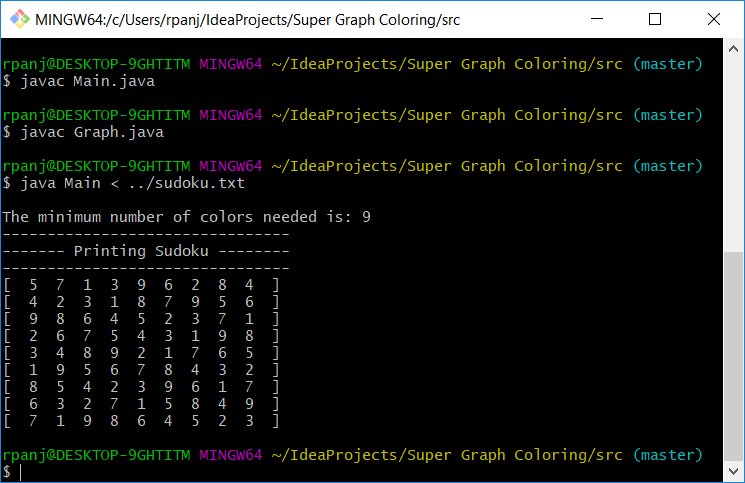 MINGW64:/c/Users/rpanj/IdeaProjects/Super Graph Coloring/src
rpanj@DESKTOP-9GHTITM MINGW64 ~/IdeaProjects/Super Graph Coloring/src (master)
$ javac Main.java
rpanj@DESKTOP-9GHTITM MINGW64 ~/IdeaProjects/Super Graph Coloring/src (master)
$ javac Graph.java
rpanj@DESKTOP-9GHTITM MINGW64 ~/IdeaProjects/Super Graph Coloring/src (master)
$ java Main < ../sudoku.txt
The minimum number of colors needed is: 9
--------------------------------
------- Printing Sudoku --------
--------------------------------
[  5  7  1  3  9  6  2  8  4  ]
[  4  2  3  1  8  7  9  5  6  ]
[  9  8  6  4  5  2  3  7  1  ]
[  2  6  7  5  4  3  1  9  8  ]
[  3  4  8  9  2  1  7  6  5  ]
[  1  9  5  6  7  8  4  3  2  ]
[  8  5  4  2  3  9  6  1  7  ]
[  6  3  2  7  1  5  8  4  9  ]
[  7  1  9  8  6  4  5  2  3  ]
rpanj@DESKTOP-9GHTITM MINGW64 ~/IdeaProjects/Super Graph Coloring/src (master)
$